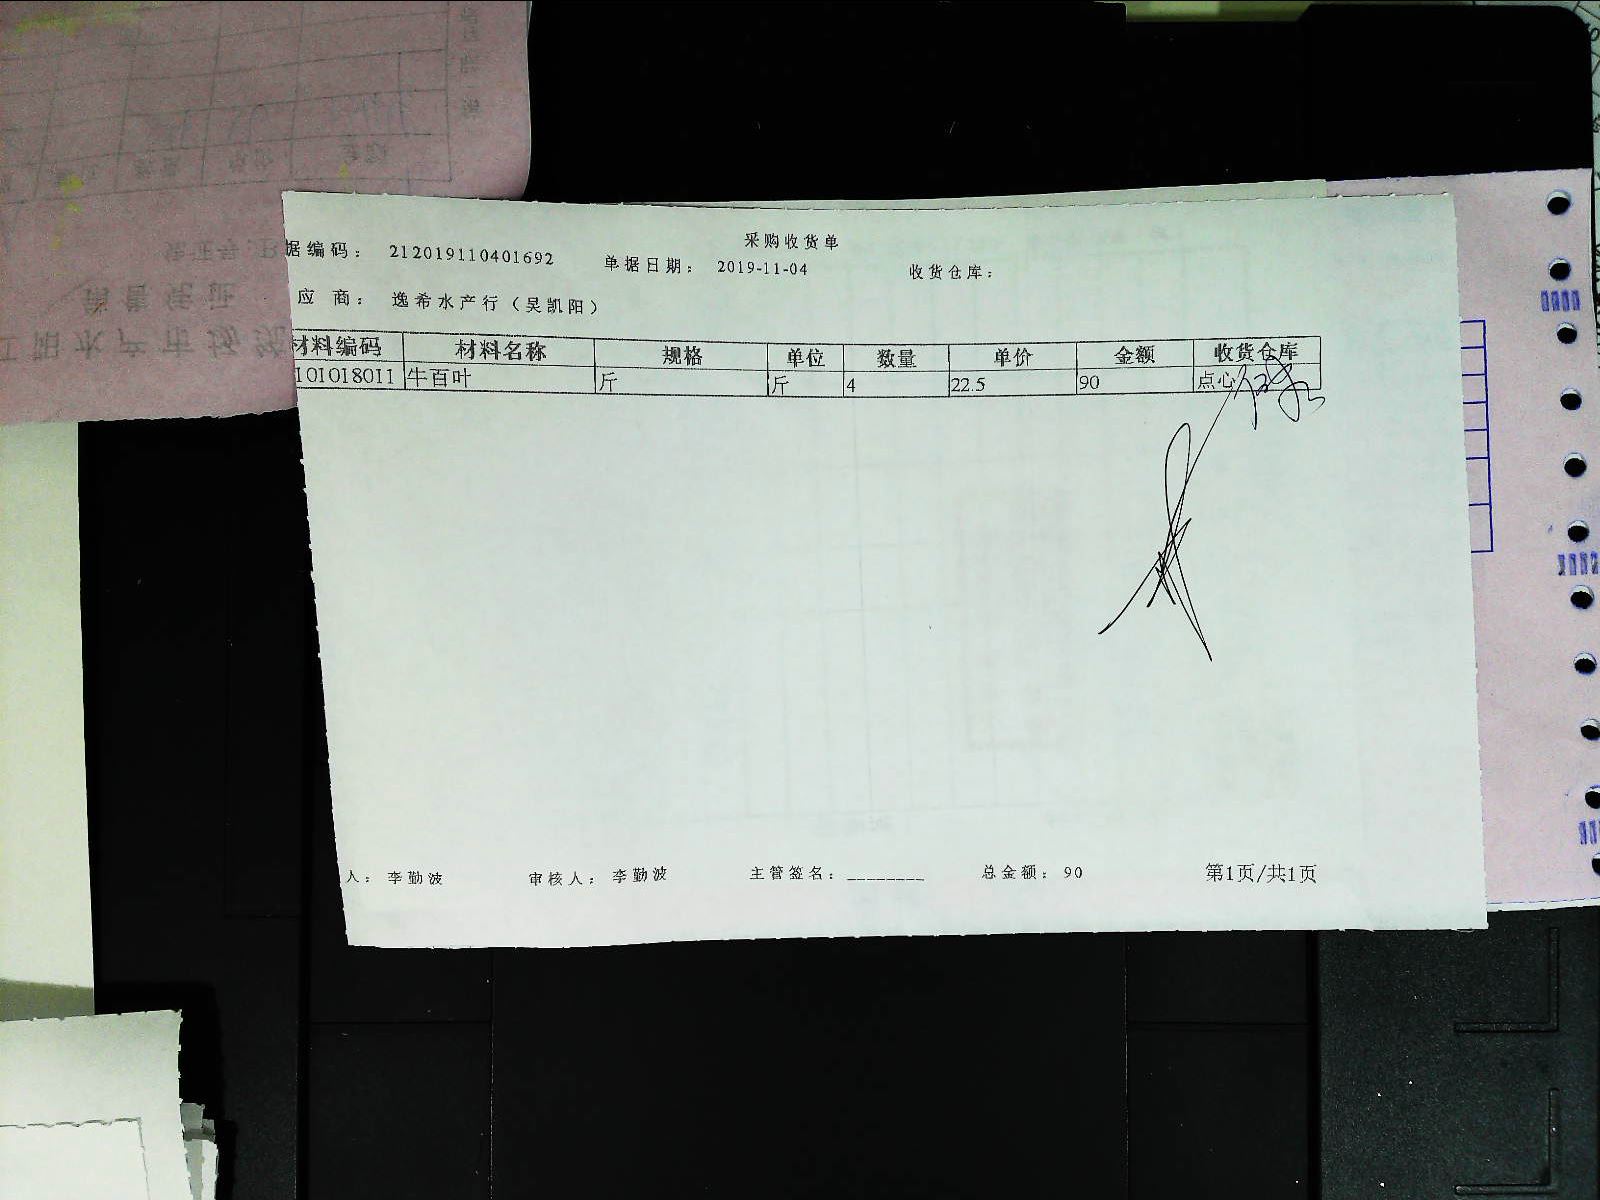 采购收货单
据编码： 212019110401692 单据日期： 2019-11-04 收货仓库：
应 商： 逸希水产行（吴凯阳）
材料编码 材料名称 规格 单位 数量 单价 金额 收货仓库
101018011 牛百叶 斤 斤 4 22.5 90 点心
人： 李勤波 审核人： 李勤波 主管签名：________ 总金额： 90 第1页/共1页